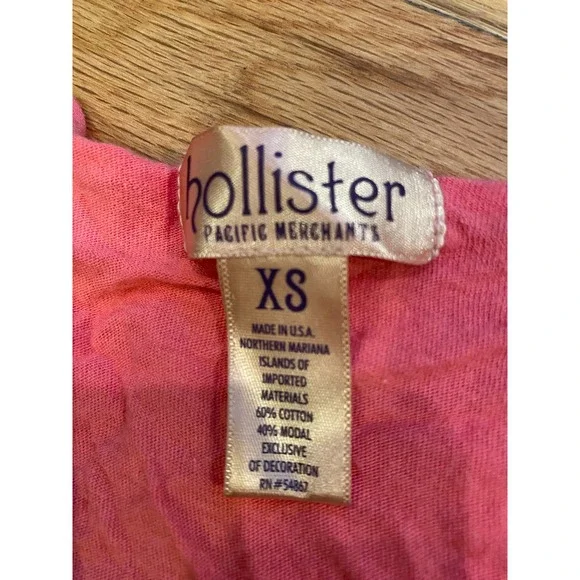 hollister
PACIFIC MERCHANTS
XS
MADE IN U.S.A.
NORTHERN MARIANA
ISLANDS OF
IMPORTED
MATERIALS
60% COTTON
40% MODAL
EXCLUSIVE
OF DECORATION
RN #54867